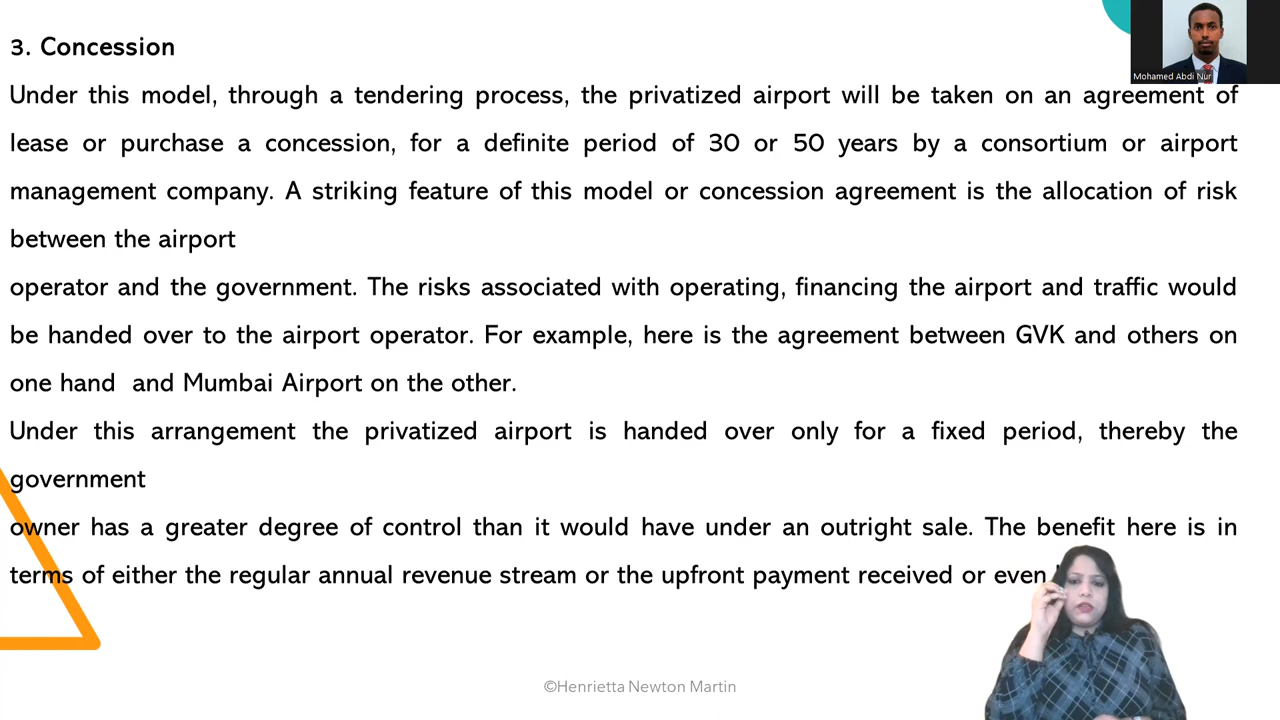 3. Concession
Mohamed Abdi Nur
Under this model, through a tendering process, the privatized airport will be taken on an agreement of
lease or purchase a concession, for a definite period of 30 or 50 years by a consortium or airport
management company. A striking feature of this model or concession agreement is the allocation of risk
between the airport
operator and the government. The risks associated with operating, financing the airport and traffic would
be handed over to the airport operator. For example, here is the agreement between GVK and others on
one hand and Mumbai Airport on the other.
Under this arrangement the privatized airport is handed over only for a fixed period, thereby the
government
owner has a greater degree of control than it would have under an outright sale. The benefit here is in
terms of either the regular annual revenue stream or the upfront payment received or even
©Henrietta Newton Martin